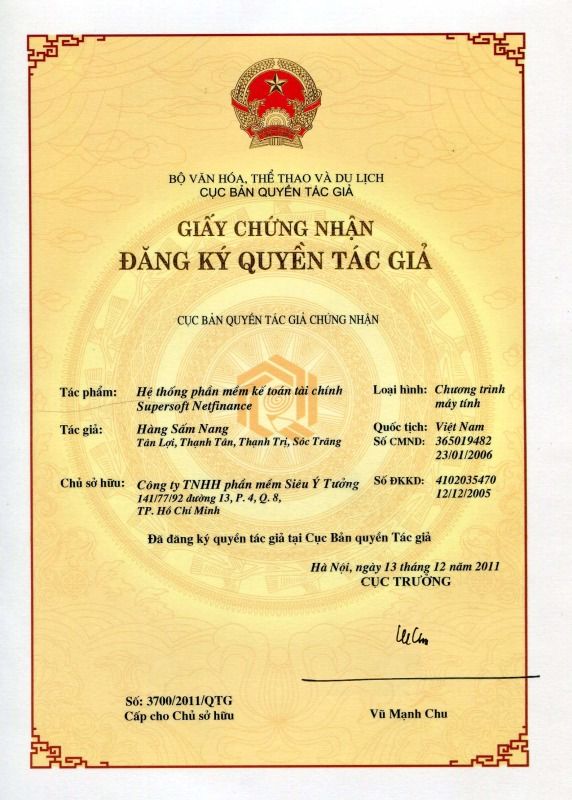 BỘ VĂN HÓA, THỂ THAO VÀ DU LỊCH
CỤC BẢN QUYỀN TÁC GIẢ
GIẤY CHỨNG NHẬN
ĐĂNG KÝ QUYỀN TÁC GIẢ
CỤC BẢN QUYỀN TÁC GIẢ CHỨNG NHẬN
Tác phẩm: Hệ thống phần mềm kế toán tài chính Loại hình: Chương trình
Supersoft Netfinance máy tính
Tác giả: Hàng Sấm Nang Quốc tịch: Việt Nam
Tân Lợi, Thạnh Tân, Thạnh Trị, Sóc Trăng Số CMND: 365019482
23/01/2006
Chủ sở hữu: Công ty TNHH phần mềm Siêu Ý Tưởng Số ĐKKD: 4102035470
141/77/92 đường 13, P. 4, Q. 8, 12/12/2005
TP. Hồ Chí Minh
Đã đăng ký quyền tác giả tại Cục Bản quyền Tác giả
Hà Nội, ngày 13 tháng 12 năm 2011
CỤC TRƯỞNG
Số: 3700/2011/QTG
Cấp cho Chủ sở hữu Vũ Mạnh Chu